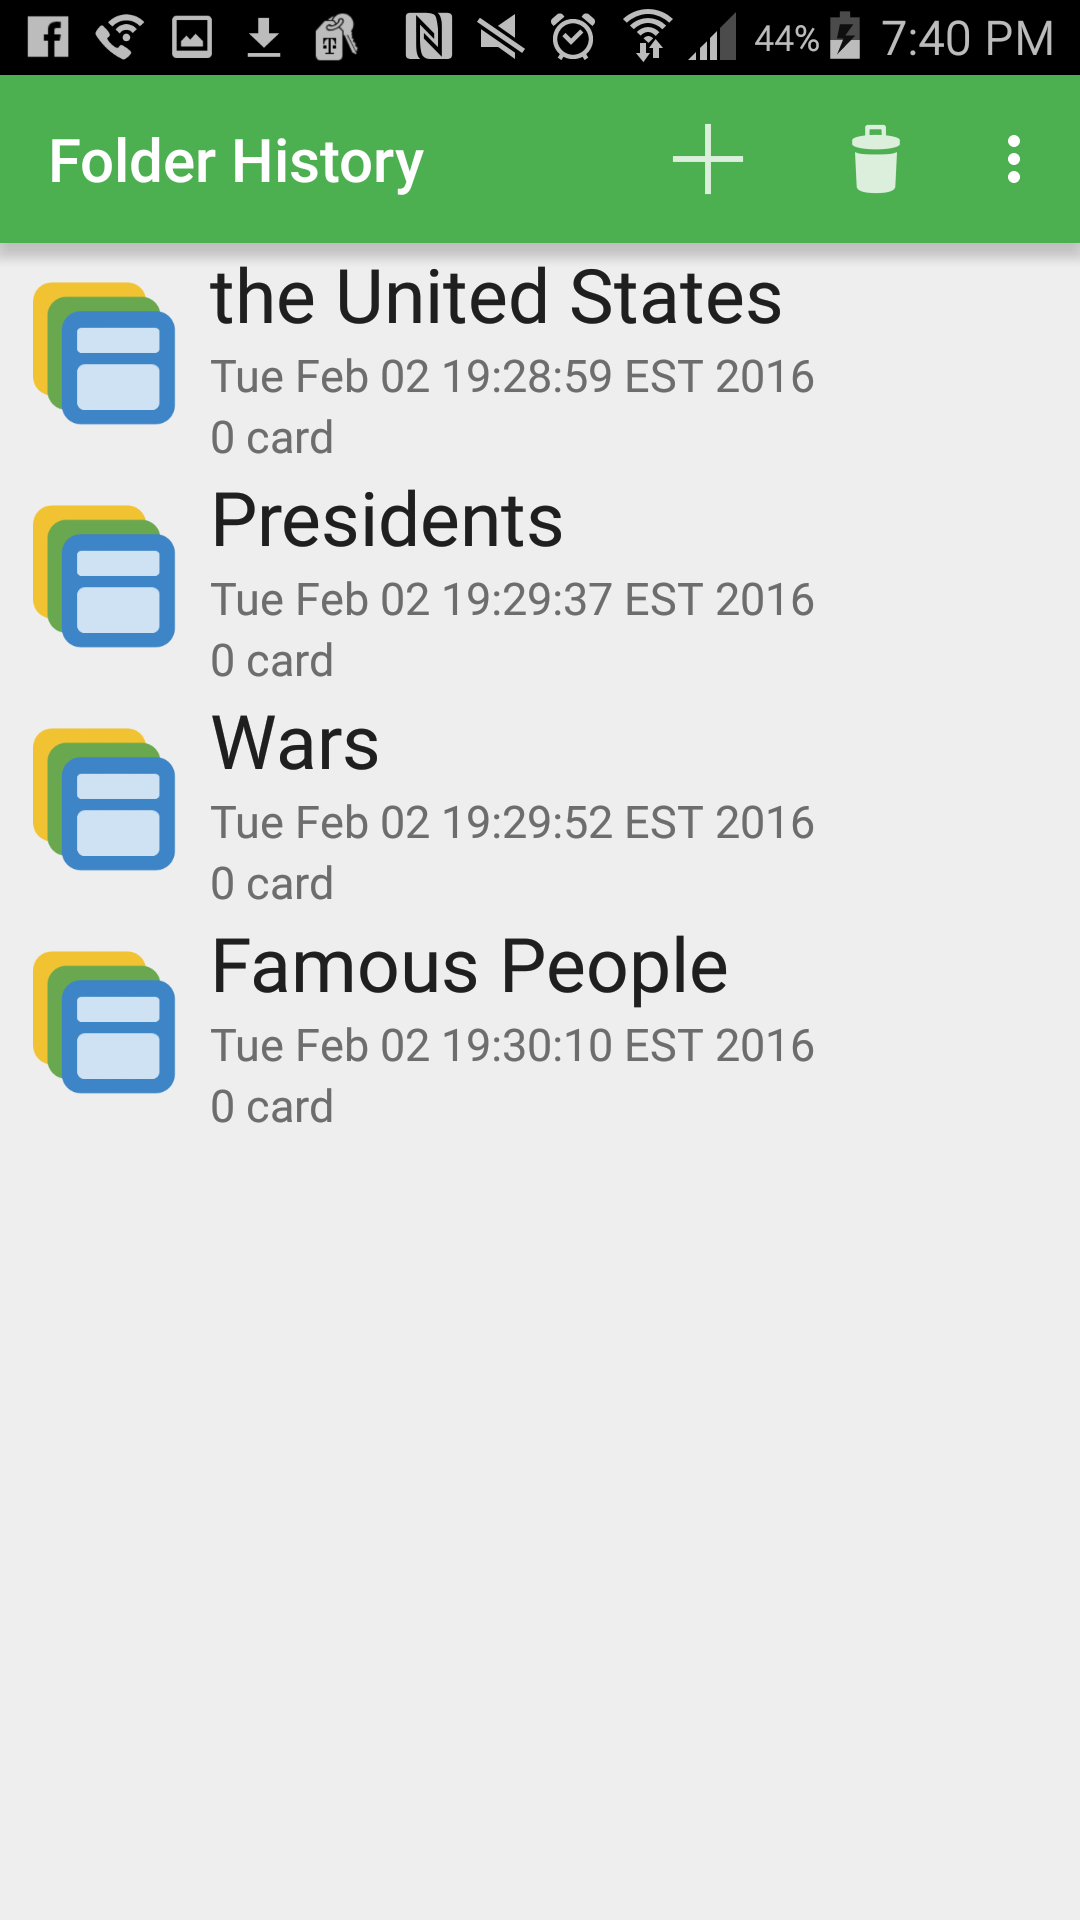 44% 7:40 PM
Folder History
the United States
Tue Feb 02 19:28:59 EST 2016
0 card
Presidents
Tue Feb 02 19:29:37 EST 2016
0 card
Wars
Tue Feb 02 19:29:52 EST 2016
0 card
Famous People
Tue Feb 02 19:30:10 EST 2016
0 card